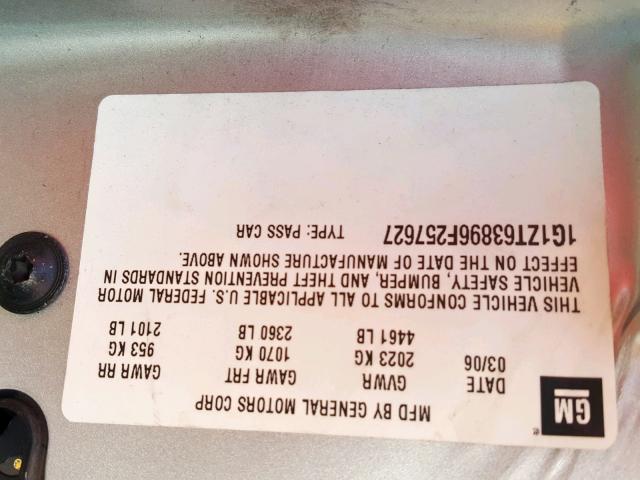 GM
MFD BY GENERAL MOTORS CORP
DATE GVWR GAWR FRT GAWR RR
03/06 2023 KG 1070 KG 953 KG
4461 LB 2360 LB 2101 LB
THIS VEHICLE CONFORMS TO ALL APPLICABLE U.S. FEDERAL MOTOR
VEHICLE SAFETY, BUMPER, AND THEFT PREVENTION STANDARDS IN
EFFECT ON THE DATE OF MANUFACTURE SHOWN ABOVE.
1G1ZT63896F257627 TYPE: PASS CAR